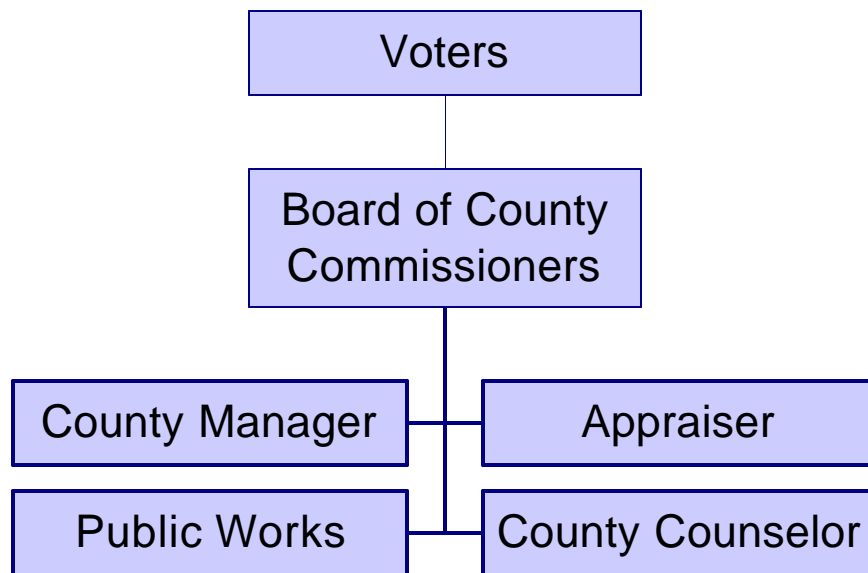 Voters
Board of County
Commissioners
County Manager
Appraiser
Public Works
County Counselor